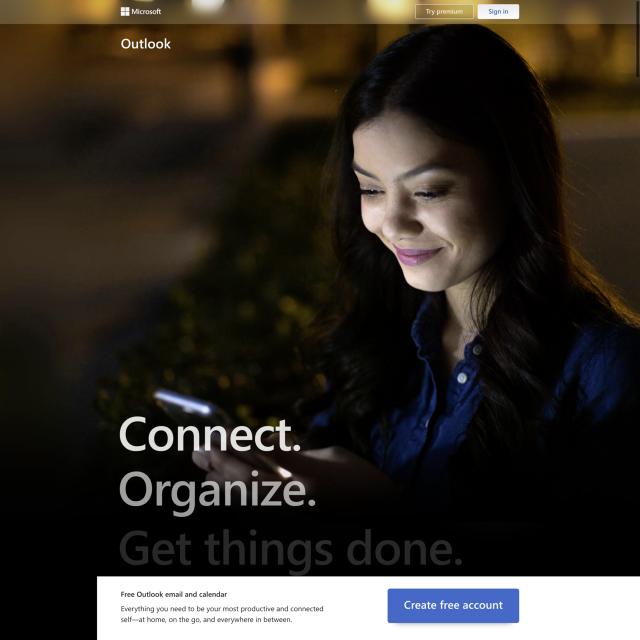 Microsoft
Try premium
Sign in
Outlook
Connect.
Organize.
Get things done.
Free Outlook email and calendar
Everything you need to be your most productive and connected
self—at home, on the go, and everywhere in between.
Create free account